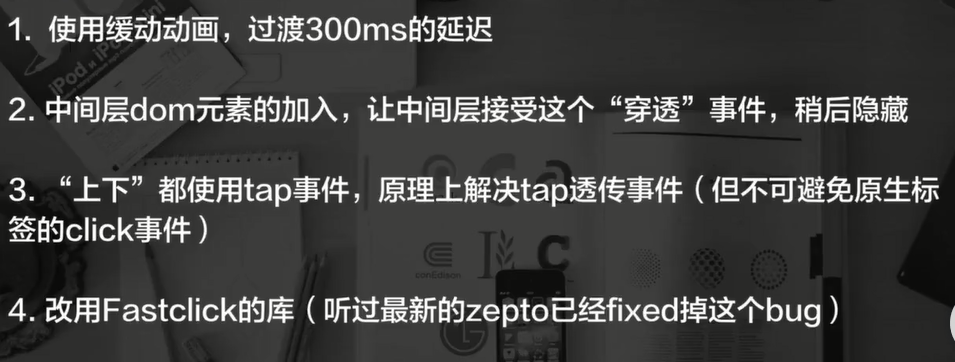 1. 使用缓动动画，过渡300ms的延迟
2. 中间层dom元素的加入，让中间层接受这个“穿透”事件，稍后隐藏
3. “上下”都使用tap事件，原理上解决tap透传事件（但不可避免原生标
签的click事件）
4. 改用Fastclick的库（听过最新的zepto已经fixed掉这个bug）
iPod и iPod mini
a
C
conEdison
LG